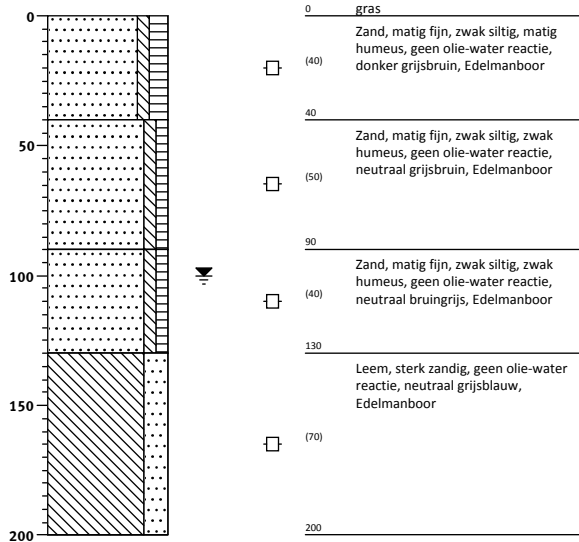 0
50
100
150
200
0 gras
Zand, matig fijn, zwak siltig, matig
humeus, geen olie-water reactie,
(40)
donker grijsbruin, Edelmanboor
40
Zand, matig fijn, zwak siltig, zwak
humeus, geen olie-water reactie,
neutraal grijsbruin, Edelmanboor
(50)
90
Zand, matig fijn, zwak siltig, zwak
humeus, geen olie-water reactie,
(40)
neutraal bruingrijs, Edelmanboor
130
Leem, sterk zandig, geen olie-water
reactie, neutraal grijsblauw,
Edelmanboor
(70)
200